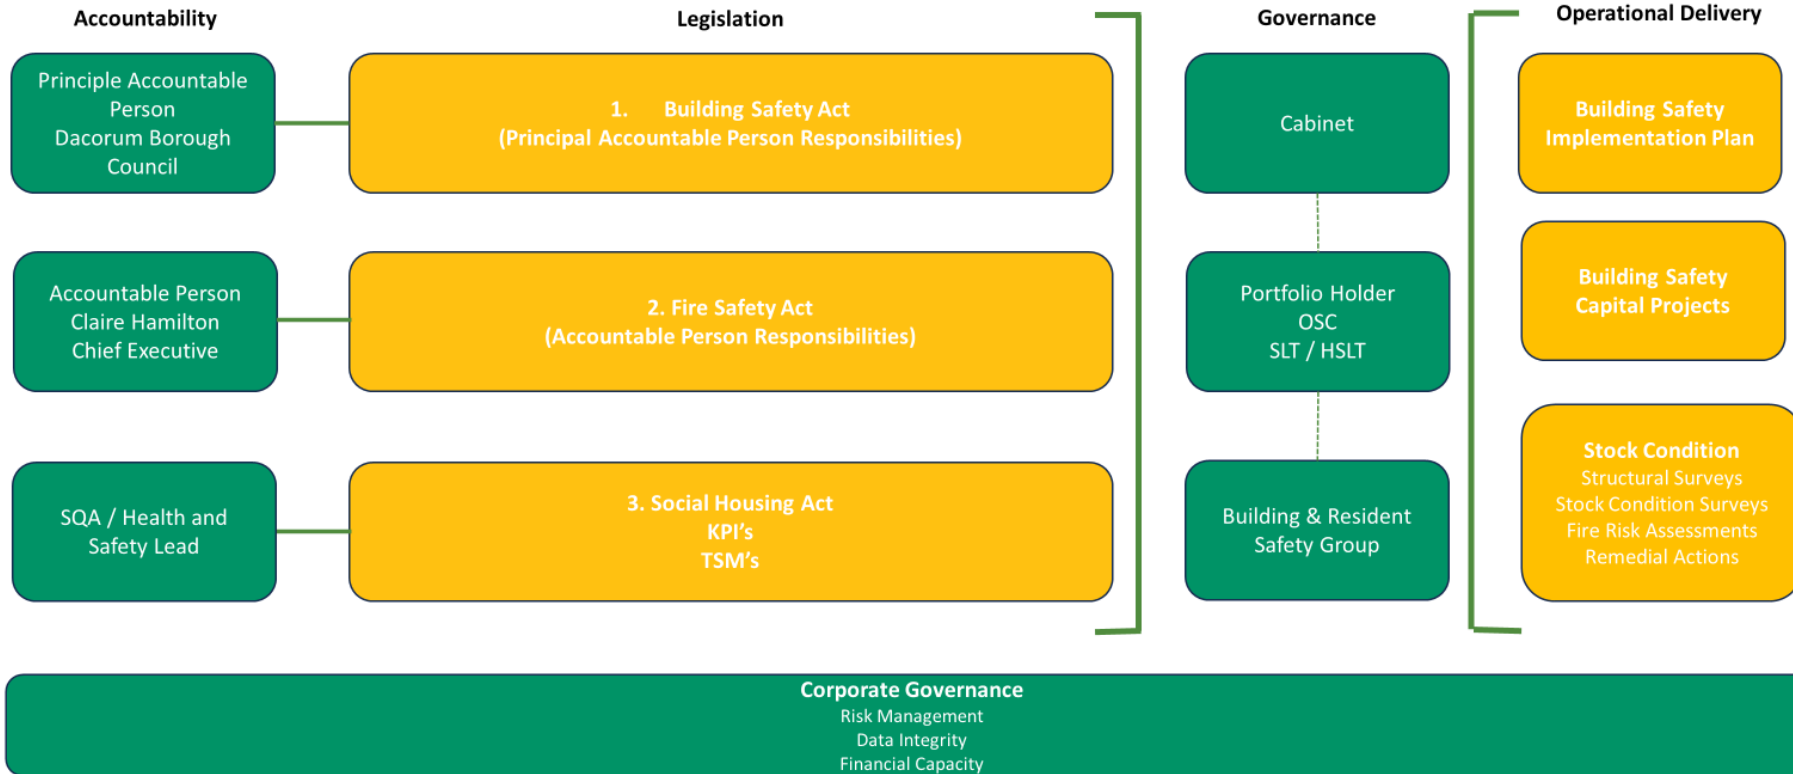 Accountability
Legislation
Governance
Operational Delivery
Principle Accountable
Person
Dacorum Borough
Council
1. Building Safety Act
(Principal Accountable Person Responsibilities)
Cabinet
Building Safety
Implementation Plan
Accountable Person
Claire Hamilton
Chief Executive
2. Fire Safety Act
(Accountable Person Responsibilities)
Portfolio Holder
OSC
SLT / HSLT
Building Safety
Capital Projects
SQA / Health and
Safety Lead
3. Social Housing Act
KPI's
TSM's
Building & Resident
Safety Group
Stock Condition
Structural Surveys
Stock Condition Surveys
Fire Risk Assessments
Remedial Actions
Corporate Governance
Risk Management
Data Integrity
Financial Capacity